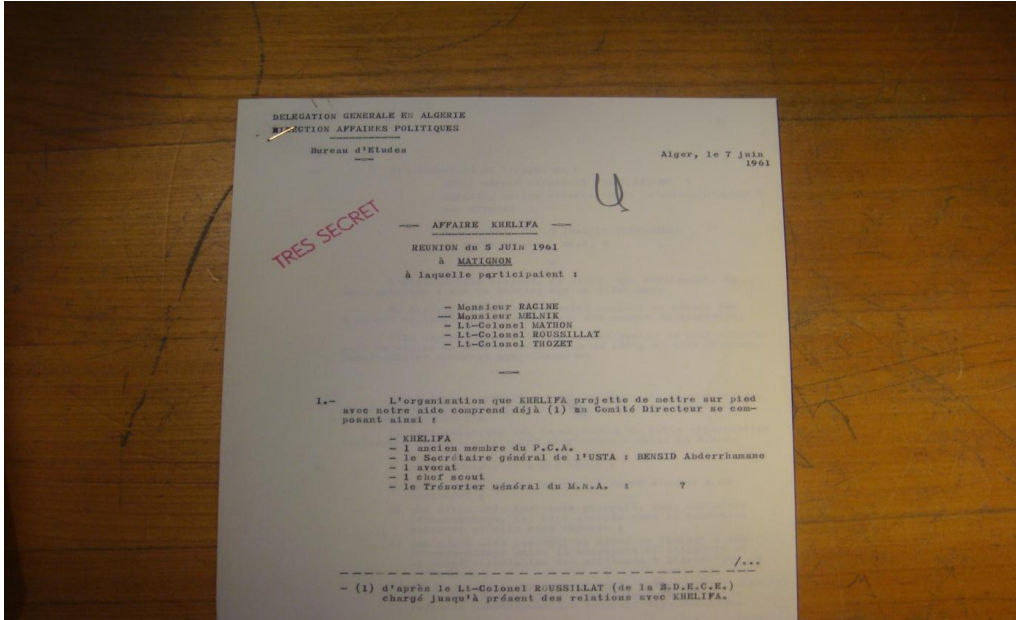 DELEGATION GENERALE EN ALGERIE
DIRECTION AFFAIRES POLITIQUES
Bureau d'Etudes
Alger, le 7 juin
1961
TRES SECRET
AFFAIRE KHELIFA
REUNION du 5 JUIN 1961
à MATIGNON
à laquelle participaient :
- Monsieur RACINE
- Monsieur MELNIK
- Lt-Colonel MATHON
- Lt-Colonel ROUSSILLAT
- Lt-Colonel THOZET
1.- L'organisation que KHELIFA projette de mettre sur pied
avec notre aide comprend déjà (1) un Comité Directeur se com-
posant ainsi :
- KHELIFA
- 1 ancien membre du P.C.A.
- le Secrétaire général de l'USTA : BENSID Abderrhamane
- 1 avocat
- 1 chef scout
- le Trésorier Général du M.N.A. : ?
/...
- (1) d'après le Lt-Colonel ROUSSILLAT (de la S.D.E.C.E.)
chargé jusqu'à présent des relations avec KHELIFA.